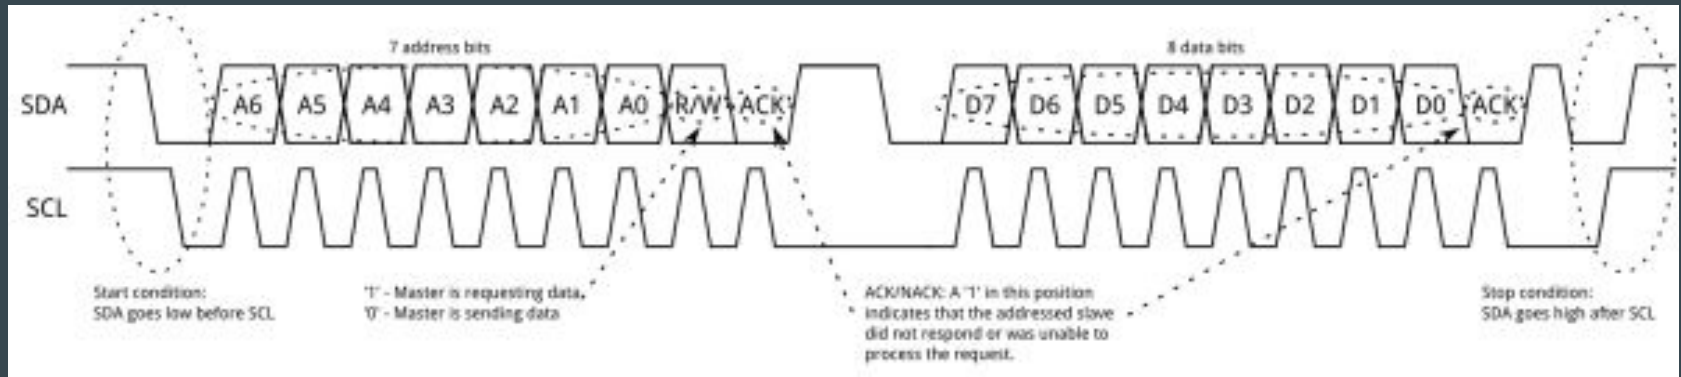 7 address bits
8 data bits
SDA
A6 A5 A4 A3 A2 A1 A0 R/W ACK
D7 D6 D5 D4 D3 D2 D1 D0 ACK
SCL
Start condition:
SDA goes low before SCL
'1' - Master is requesting data,
'0' - Master is sending data
ACK/NACK: A '1' in this position
indicates that the addressed slave
did not respond or was unable to
process the request.
Stop condition:
SDA goes high after SCL